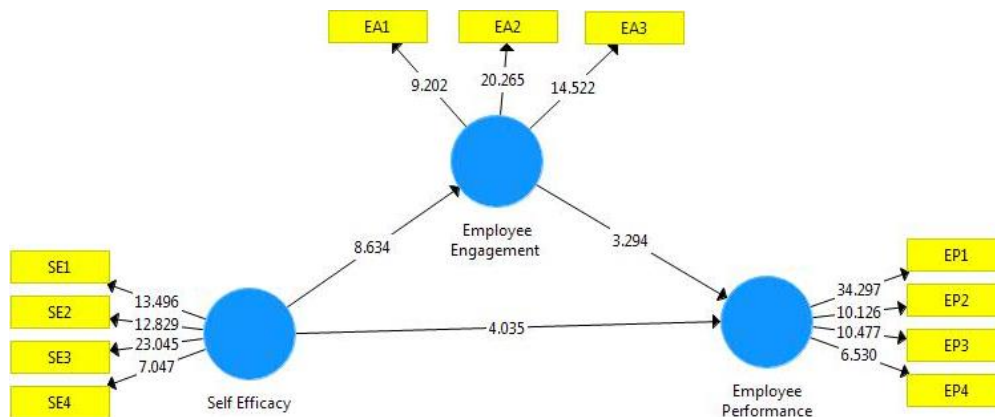 EA1
EA2
EA3
9.202
20.265
14.522
Employee
Engagement
8.634
3.294
SE1
SE2
SE3
SE4
13.496
12.829
23.045
7.047
Self Efficacy
4.035
EP1
EP2
EP3
EP4
34.297
10.126
10.477
6.530
Employee
Performance